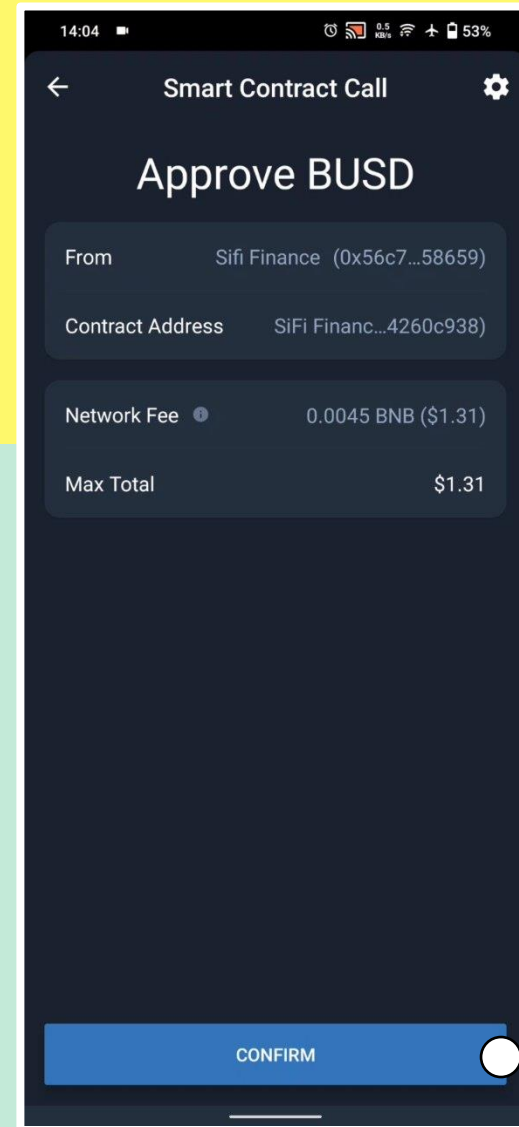 14:04 0.5 KB/s 53%
Smart Contract Call
Approve BUSD
From Sifi Finance (0x56c7...58659)
Contract Address SiFi Financ...4260c938)
Network Fee 0.0045 BNB ($1.31)
Max Total $1.31
CONFIRM